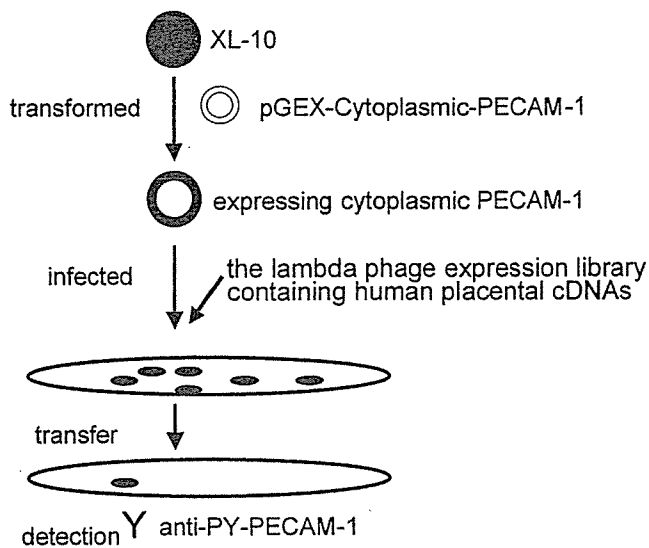 XL-10
transformed
pGEX-Cytoplasmic-PECAM-1
expressing cytoplasmic PECAM-1
infected
the lambda phage expression library
containing human placental cDNAs
transfer
detection Y anti-PY-PECAM-1